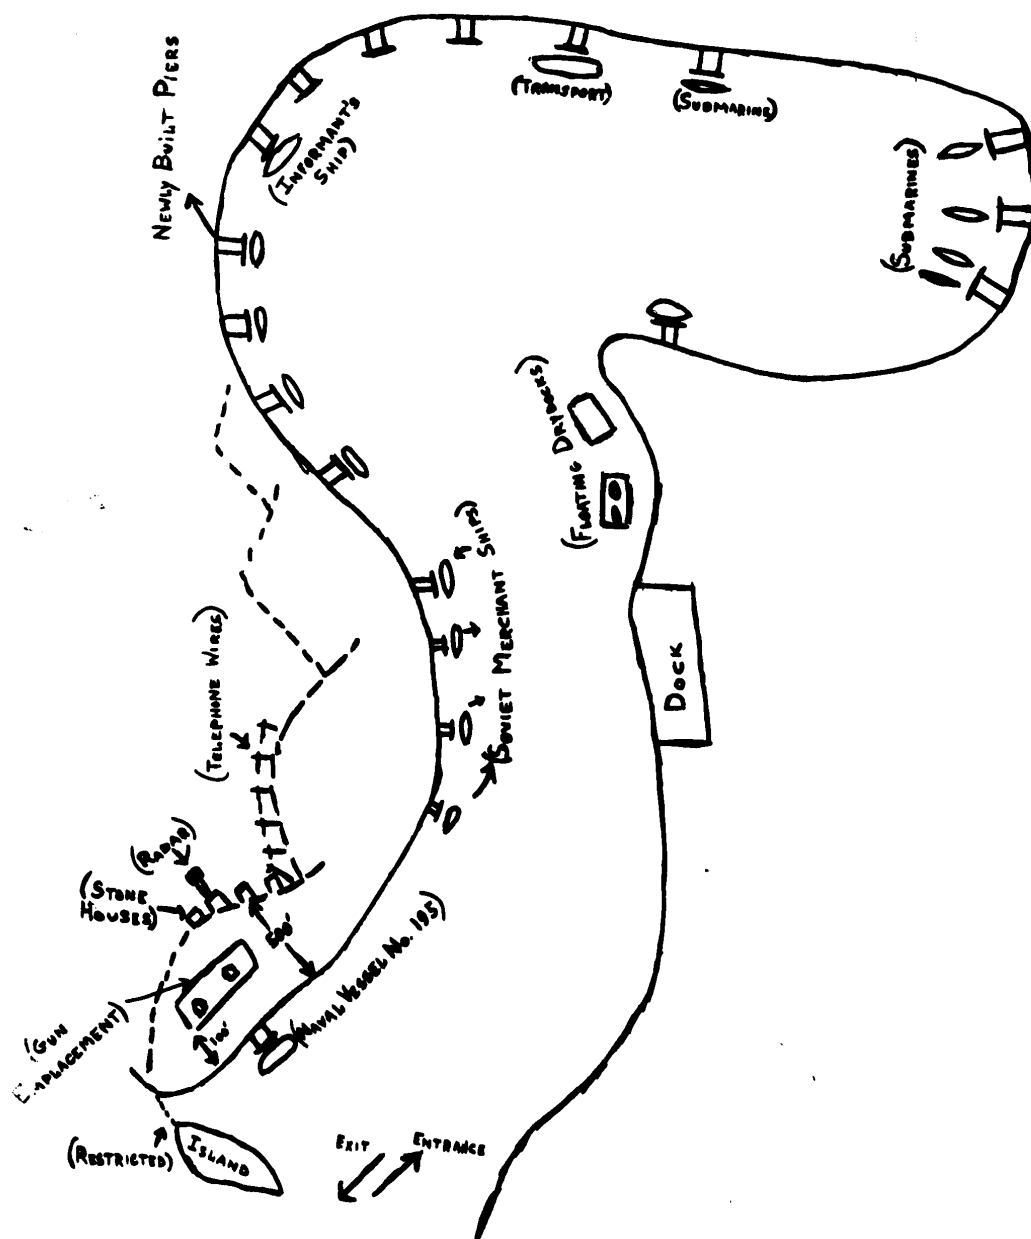 NEWLY BUILT PIERS
(INFORMANT'S
SHIP)
(TRANSPORT)
(SUBMARINE)
(SUBMARINES)
(FLOATING DRYDOCKS)
(SOVIET MERCHANT SHIPS)
DOCK
(TELEPHONE WIRES)
(RADAR)
(STONE
HOUSES)
500'
(NAVAL VESSEL NO. 195)
(GUN
EMPLACEMENT)
100'
(RESTRICTED)
ISLAND
EXIT
ENTRANCE